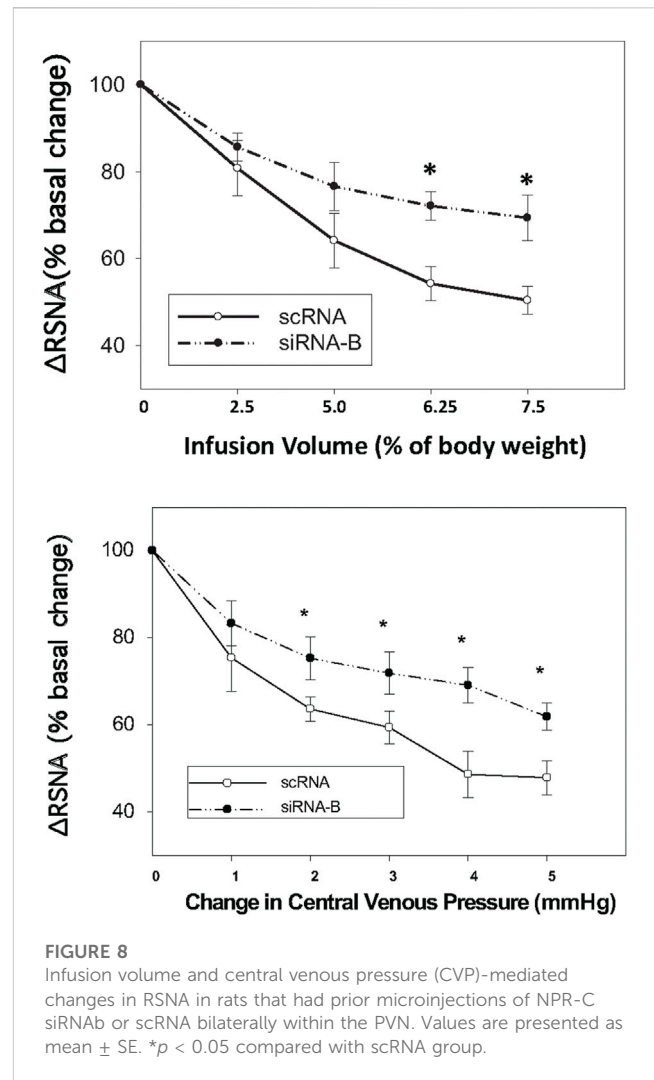 ΔRSNA(% basal change)
100
80
60
40
*
*
scRNA
siRNA-B
0
2.5
5.0
6.25
7.5
Infusion Volume (% of body weight)
ΔRSNA (% basal change)
100
80
60
40
*
*
*
*
scRNA
siRNA-B
0
1
2
3
4
5
Change in Central Venous Pressure (mmHg)
FIGURE 8
Infusion volume and central venous pressure (CVP)-mediated
changes in RSNA in rats that had prior microinjections of NPR-C
siRNAb or scRNA bilaterally within the PVN. Values are presented as
mean ± SE. *p < 0.05 compared with scRNA group.